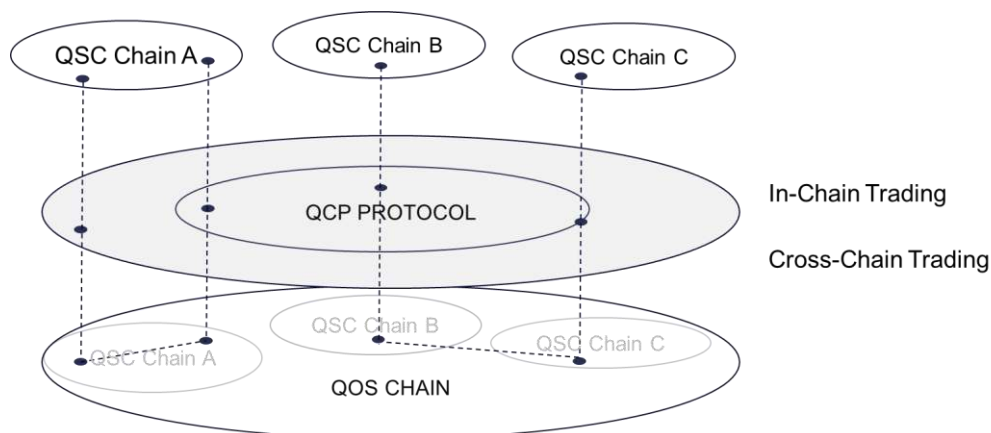 QSC Chain A
QSC Chain B
QSC Chain C
QCP PROTOCOL
In-Chain Trading
Cross-Chain Trading
QSC Chain A
QSC Chain B
QSC Chain C
QOS CHAIN